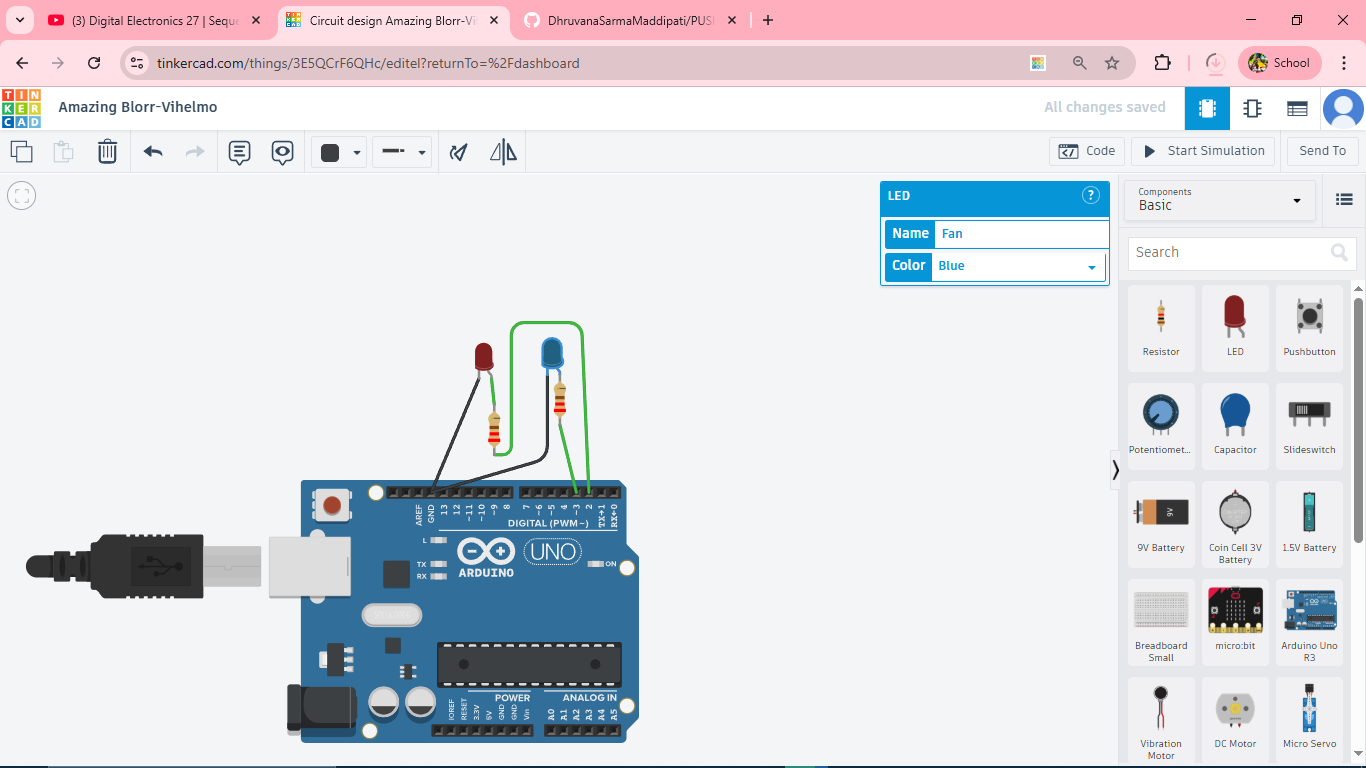 (3) Digital Electronics 27 | Seque
Circuit design Amazing Blorr-Vi
DhruvanaSarmaMaddipati/PUS
tinkercad.com/things/3E5QCrF6QHc/editel?returnTo=%2Fdashboard
School
TIN
KER
CAD
Amazing Blorr-Vihelmo
All changes saved
Code
Start Simulation
Send To
LED
?
Name Fan
Color Blue
Components
Basic
Search
Resistor
LED
Pushbutton
Potentiomet...
Capacitor
Slideswitch
9V
9V Battery
Coin Cell 3V
Battery
1.5V Battery
Breadboard
Small
micro:bit
Arduino Uno
R3
Vibration
Motor
DC Motor
Micro Servo
AREF
GND
13
12
~11
~10
~9
8
7
~6
~5
4
~3
2
TX→1
RX←0
DIGITAL (PWM~)
L
TX
RX
UNO
ARDUINO
ON
POWER
ANALOG IN
IOREF
RESET
3.3V
5V
GND
GND
Vin
A0
A1
A2
A3
A4
A5